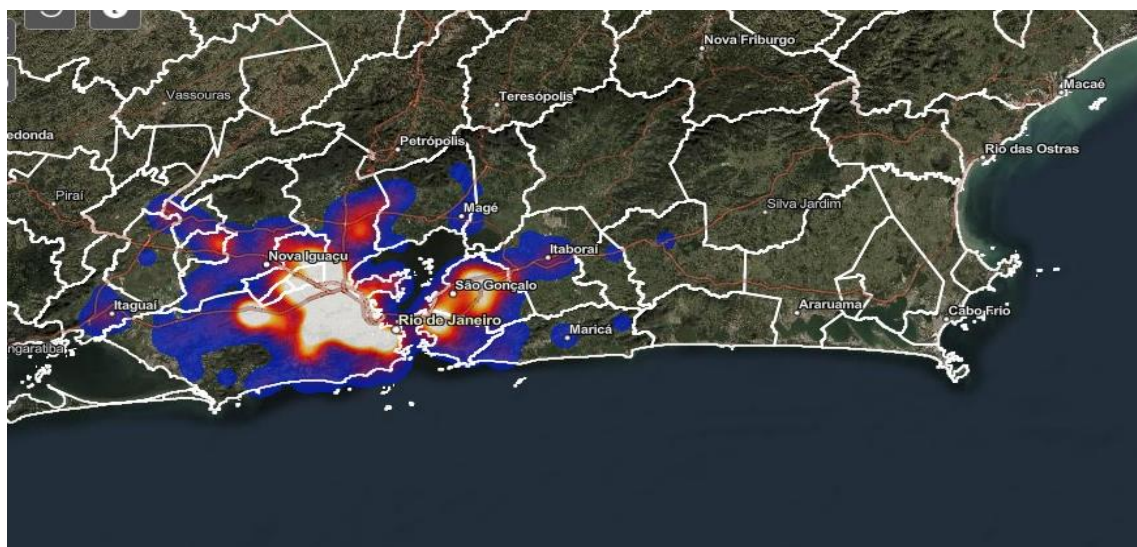 Nova Friburgo
Macaé
Vassouras
Teresópolis
edonda
Petrópolis
Rio das Ostras
Piraí
Silva Jardim
Magé
Itaboraí
Nova Iguaçu
São Gonçalo
Itaguaí
Araruama
Cabo Frio
Rio de Janeiro
Maricá
ngaratiba